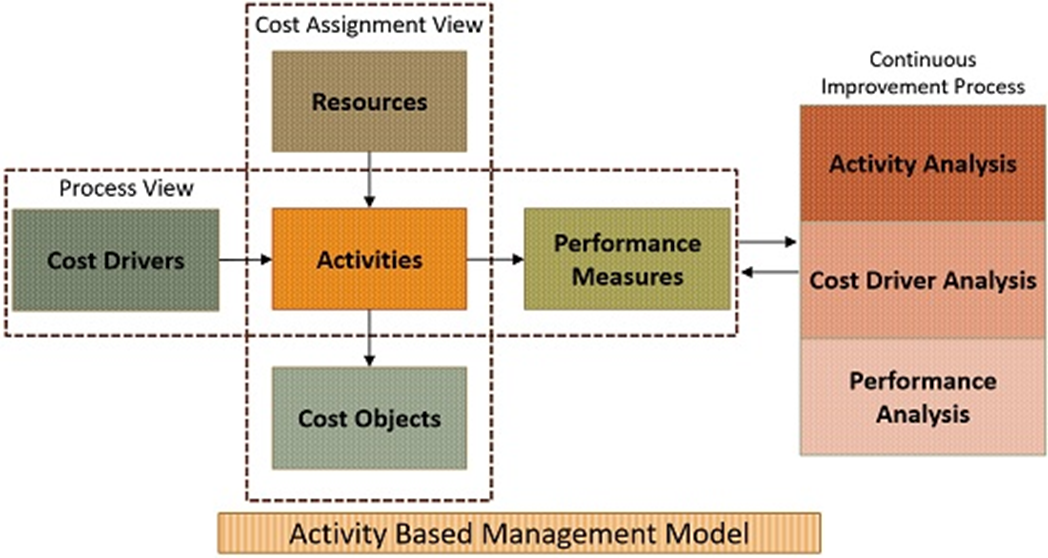 Cost Assignment View
Resources
Process View
Cost Drivers
Activities
Performance
Measures
Cost Objects
Continuous
Improvement Process
Activity Analysis
Cost Driver Analysis
Performance
Analysis
Activity Based Management Model